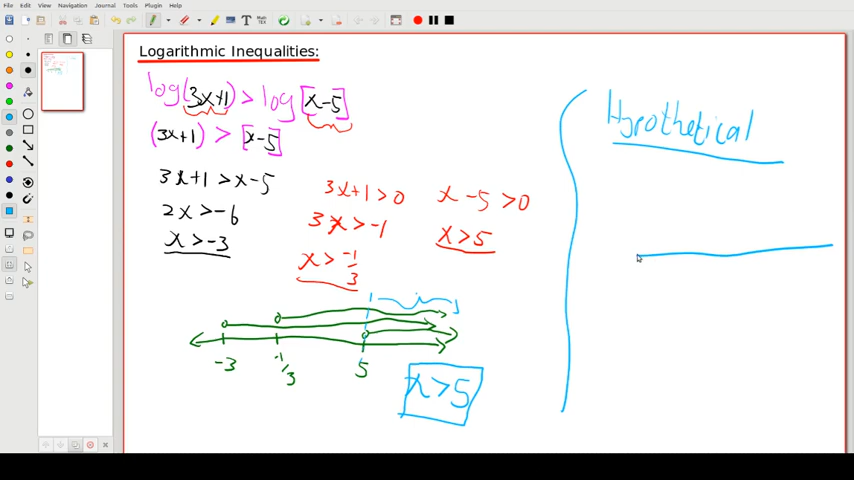 File Edit View Navigation Journal Tools Plugins Help
Logarithmic Inequalities:
log(3x+1) > log[x-5]
(3x+1) > [x-5]
3x+1 > x-5
2x > -6
x > -3
3x+1 > 0
3x > -1
x > -1/3
x - 5 > 0
x > 5
-3 -1/3 5
x > 5
Hypothetical